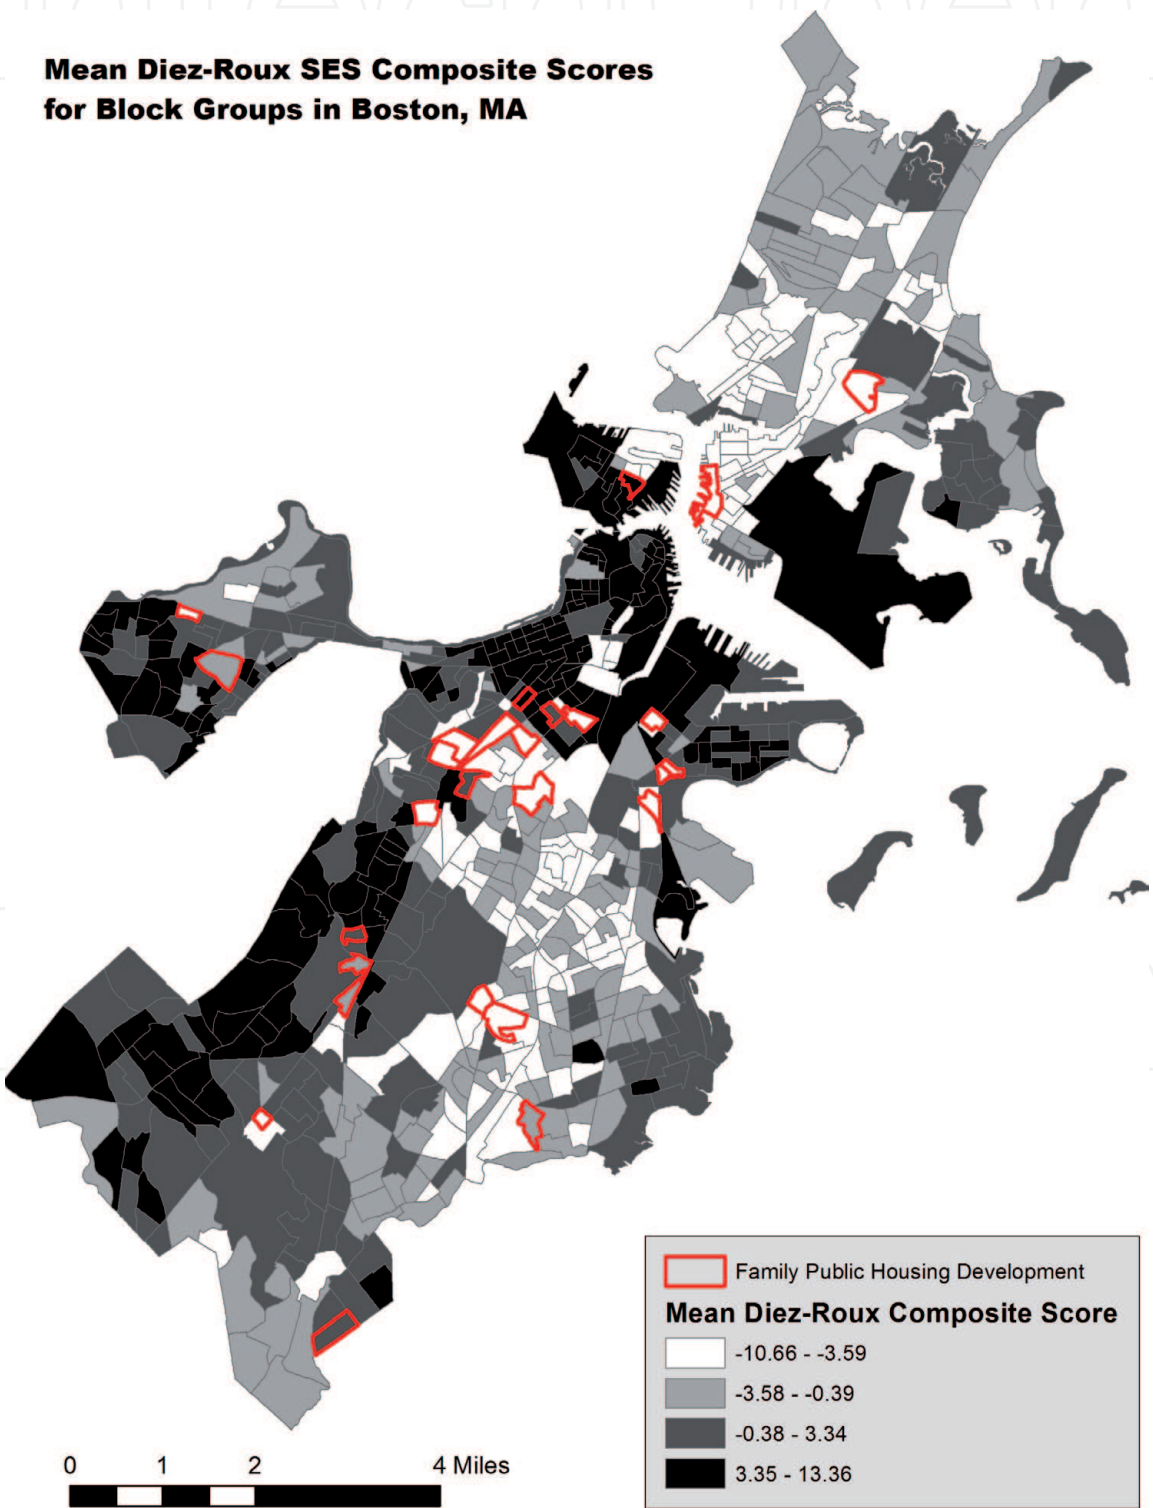 Mean Diez-Roux SES Composite Scores
for Block Groups in Boston, MA
Family Public Housing Development
Mean Diez-Roux Composite Score
-10.66 - -3.59
-3.58 - -0.39
-0.38 - 3.34
3.35 - 13.36
0 1 2 4 Miles